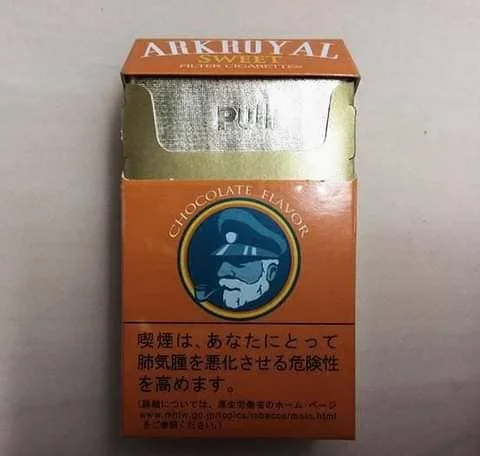 ARKROYAL
SWEET
FILTER CIGARETTES
Pull
CHOCOLATE FLAVOR
喫煙は、あなたにとって
肺気腫を悪化させる危険性
を高めます。
(詳細については、厚生労働省のホーム・ページ
www.mhlw.go.jp/topics/tobacco/main.html
をご参照ください。)